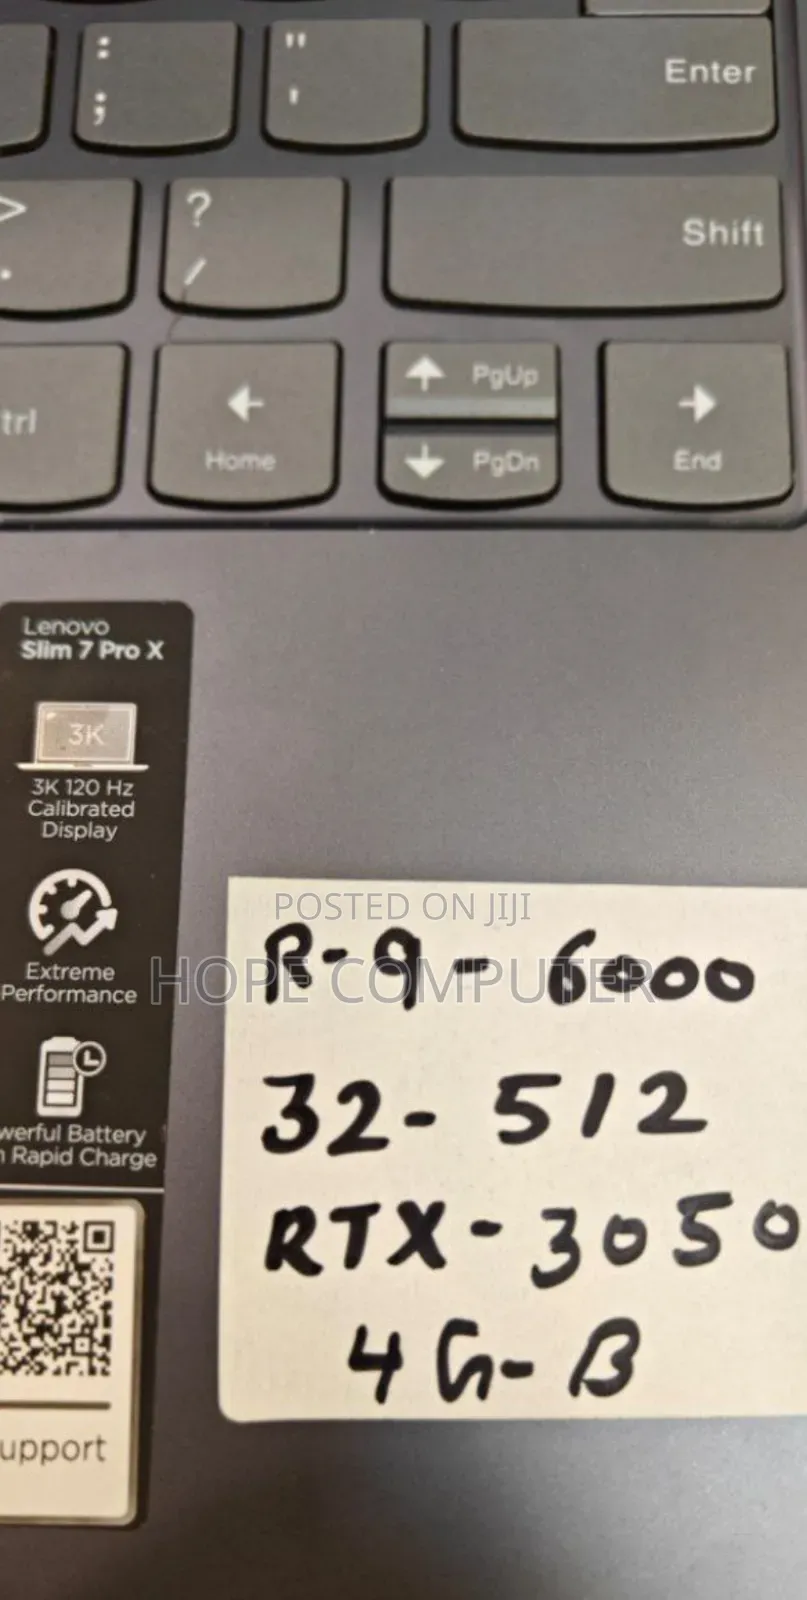 :
;
"
'
Enter
>
.
?
/
Shift
trl
Home
PgUp
PgDn
End
Lenovo
Slim 7 Pro X
3K
3K 120 Hz
Calibrated
Display
Extreme
Performance
werful Battery
n Rapid Charge
upport
POSTED ON JIJI
HOPE COMPUTER
R-9-6000
32-512
RTX-3050
4G-B